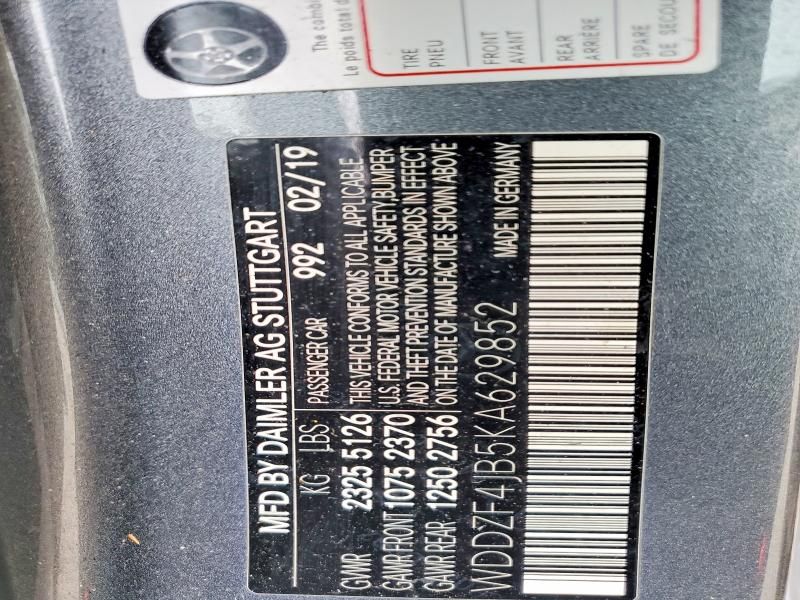 The comb
Le poids total d
TIRE
PNEU
FRONT
AVANT
REAR
ARRIÈRE
SPARE
DE SECOU
MFD BY DAIMLER AG STUTTGART
KG LBS PASSENGER CAR 992 02/19
GVWR 2325 5126 THIS VEHICLE CONFORMS TO ALL APPLICABLE
GAWR FRONT 1075 2370 U.S. FEDERAL MOTOR VEHICLE SAFETY, BUMPER
GAWR REAR 1250 2756 AND THEFT PREVENTION STANDARDS IN EFFECT
ON THE DATE OF MANUFACTURE SHOWN ABOVE
WDDZF4JB5KA629852 MADE IN GERMANY